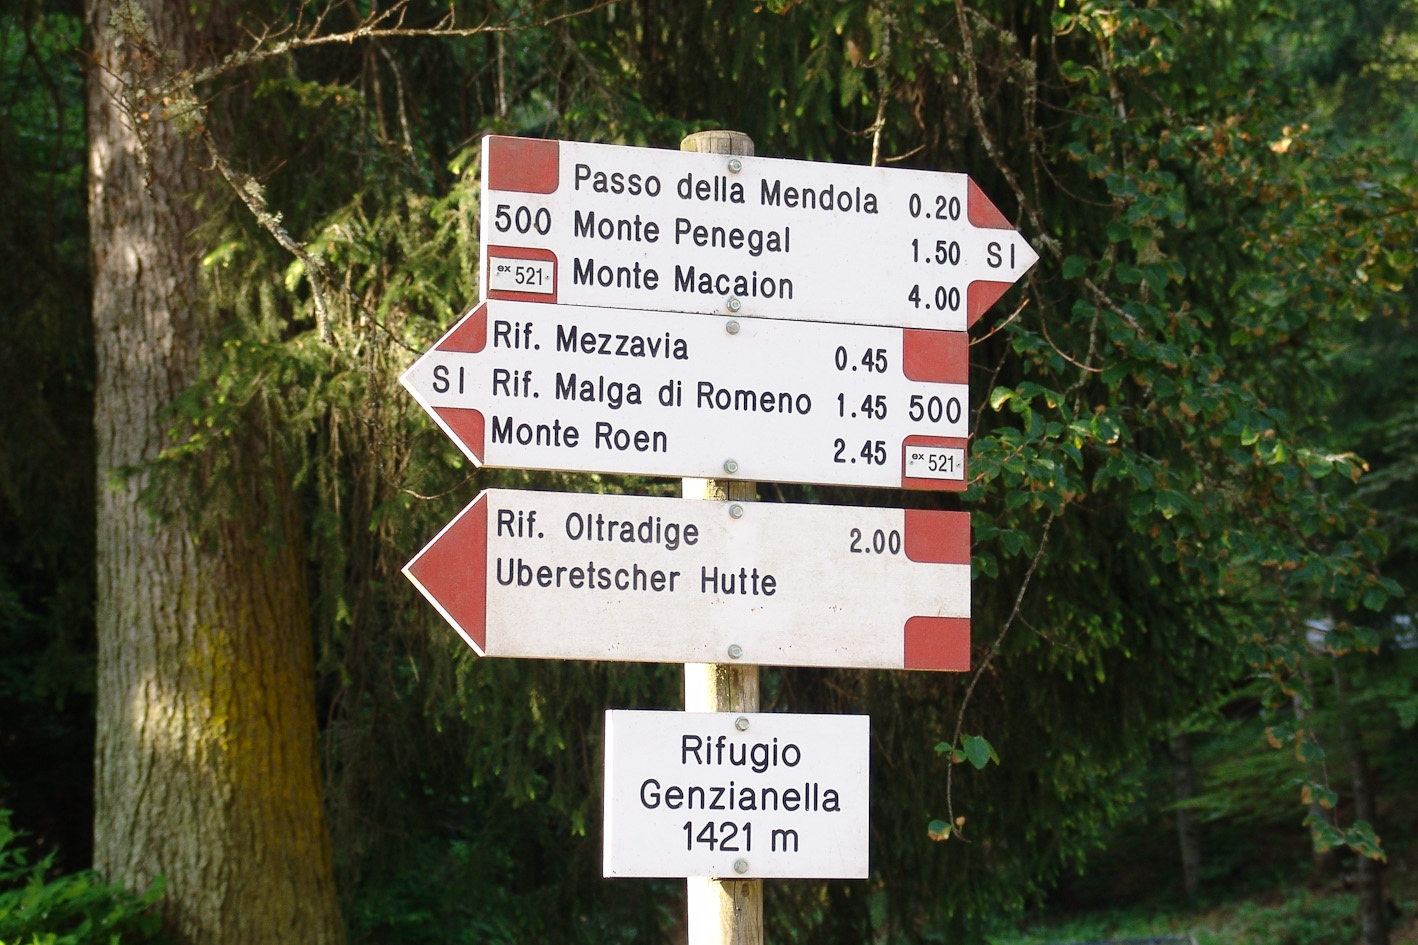 Passo della Mendola 0.20
500 Monte Penegal 1.50 SI
ex 521 Monte Macaion 4.00
Rif. Mezzavia 0.45
SI Rif. Malga di Romeno 1.45 500
Monte Roen 2.45 ex 521
Rif. Oltradige 2.00
Uberetscher Hutte
Rifugio
Genzianella
1421 m